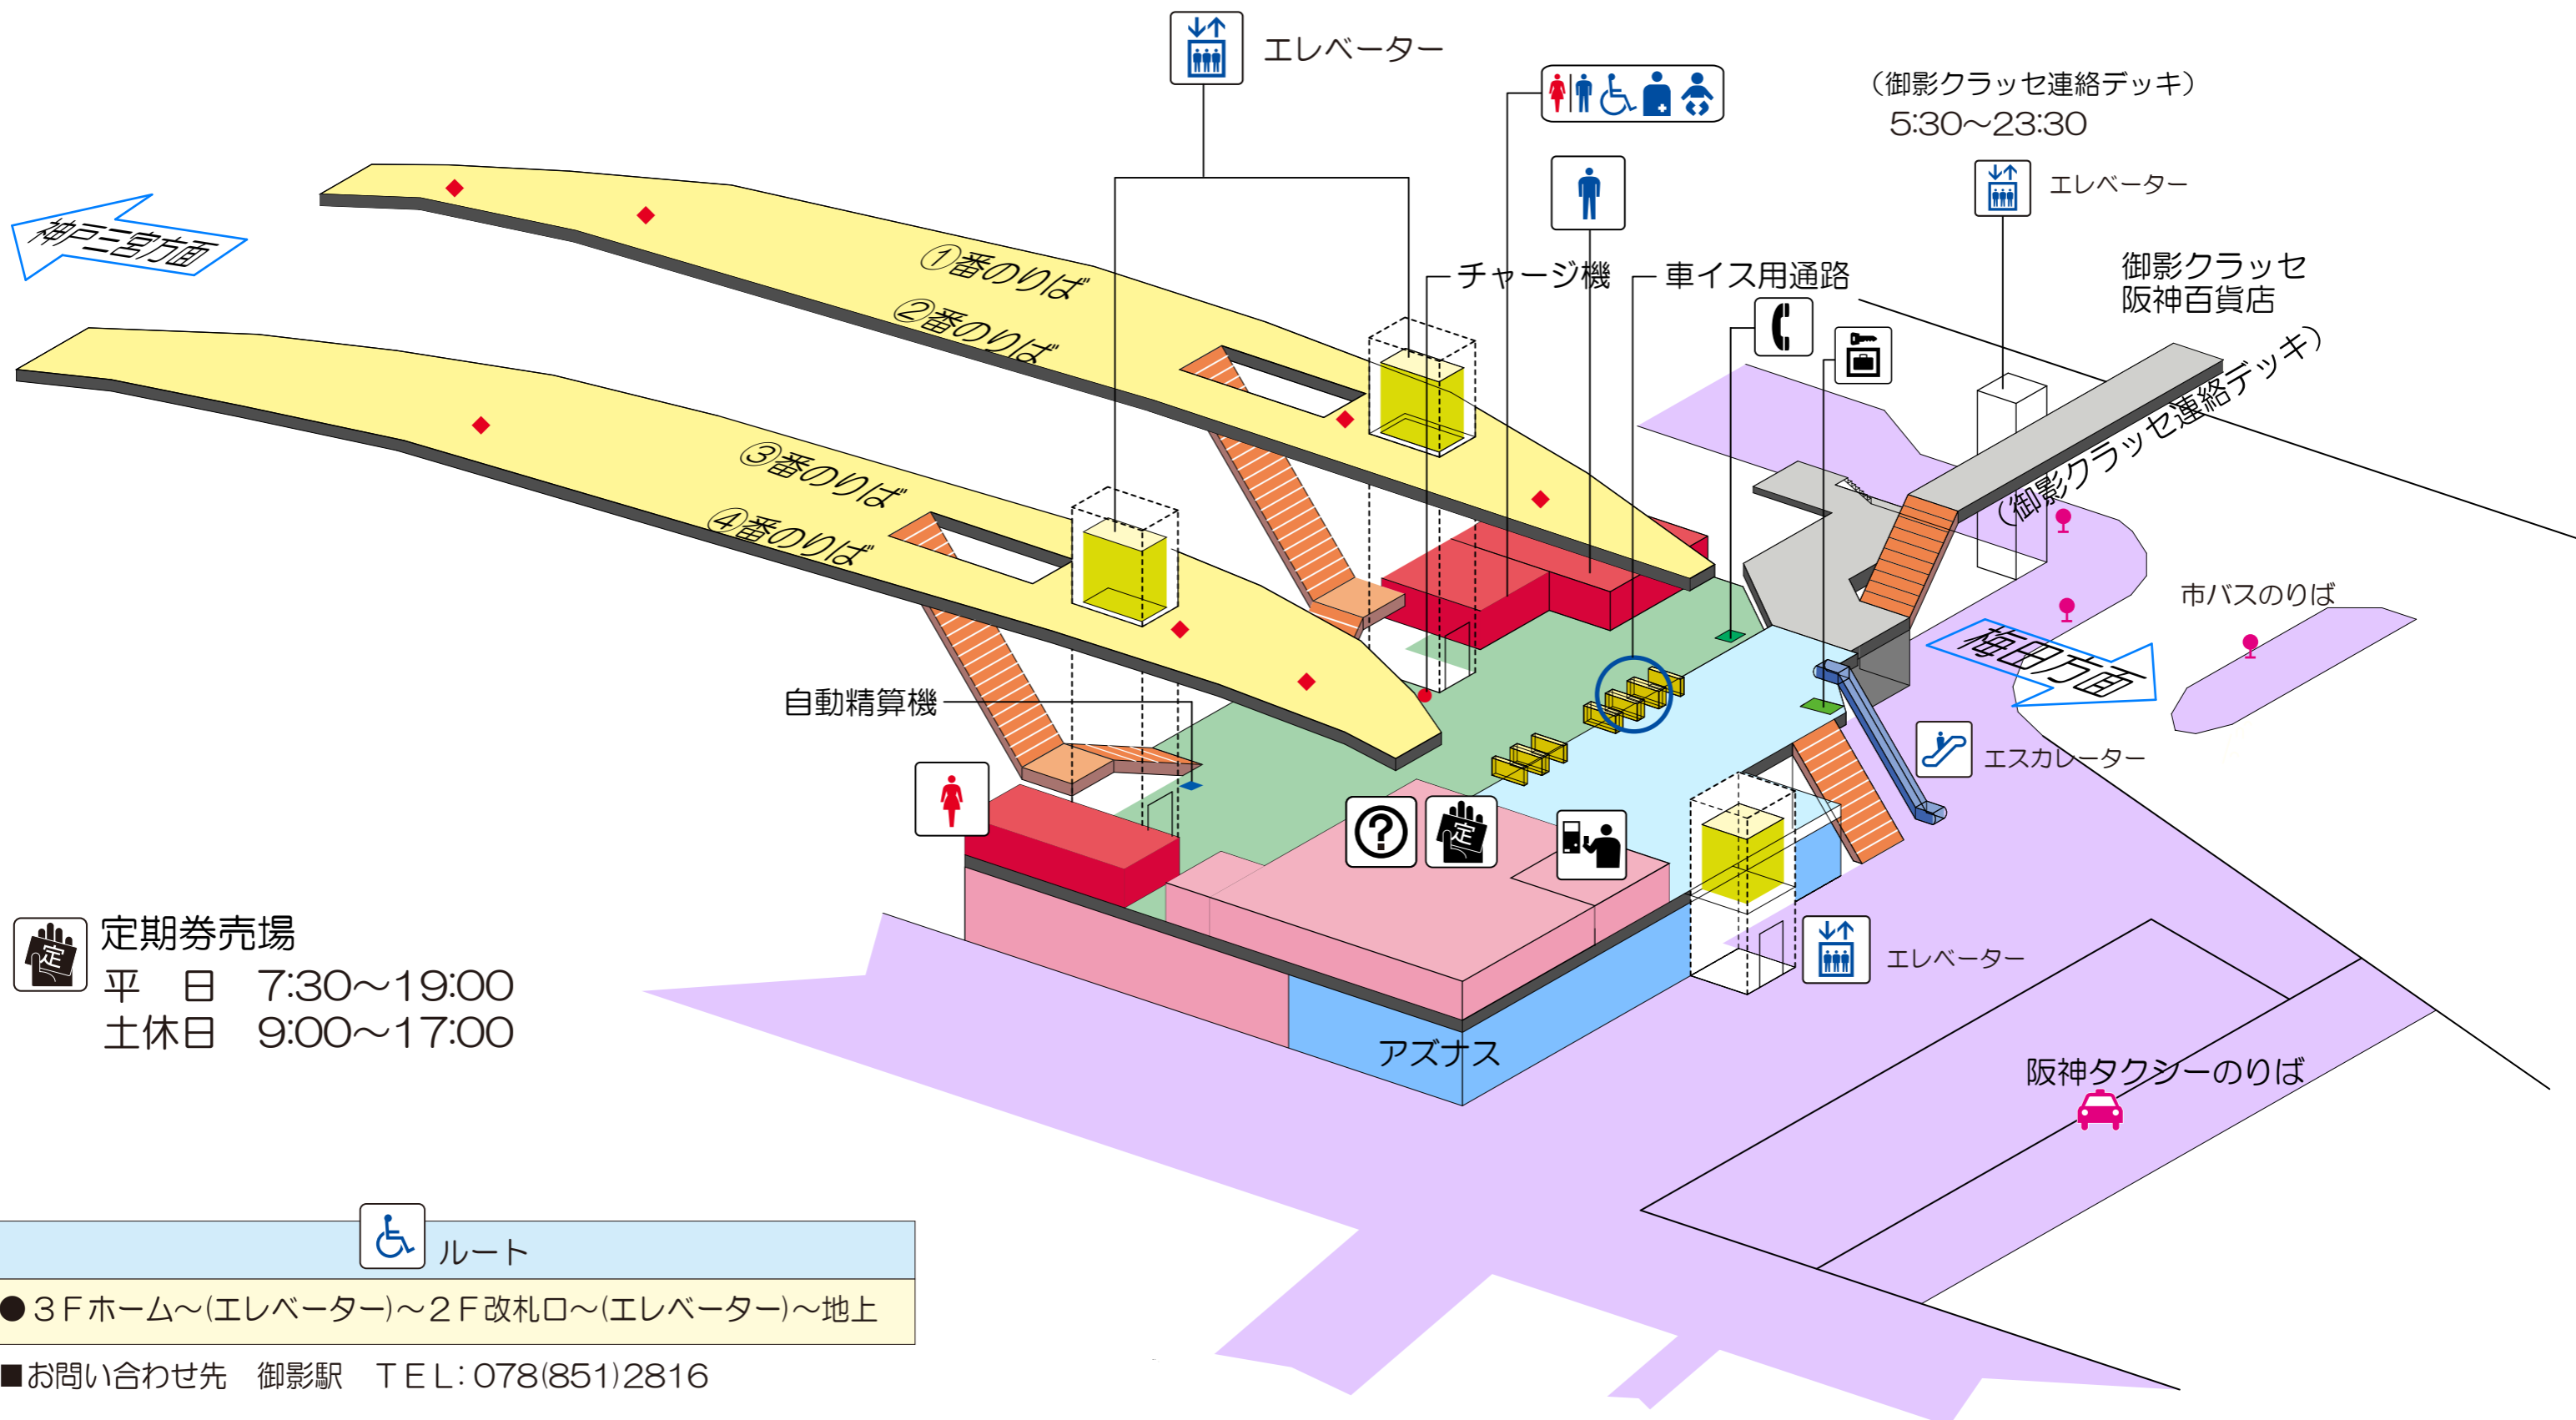 エレベーター
(御影クラッセ連絡デッキ)
5:30〜23:30
エレベーター
神戸三宮方面
①番のりば
②番のりば
チャージ機
車イス用通路
御影クラッセ
阪神百貨店
(御影クラッセ連絡デッキ)
③番のりば
④番のりば
市バスのりば
梅田方面
自動精算機
エスカレーター
定
エレベーター
定
定期券売場
平 日 7:30〜19:00
土休日 9:00〜17:00
アズナス
阪神タクシーのりば
ルート
●3Fホーム〜(エレベーター)〜2F改札口〜(エレベーター)〜地上
■お問い合わせ先 御影駅 TEL:078(851)2816